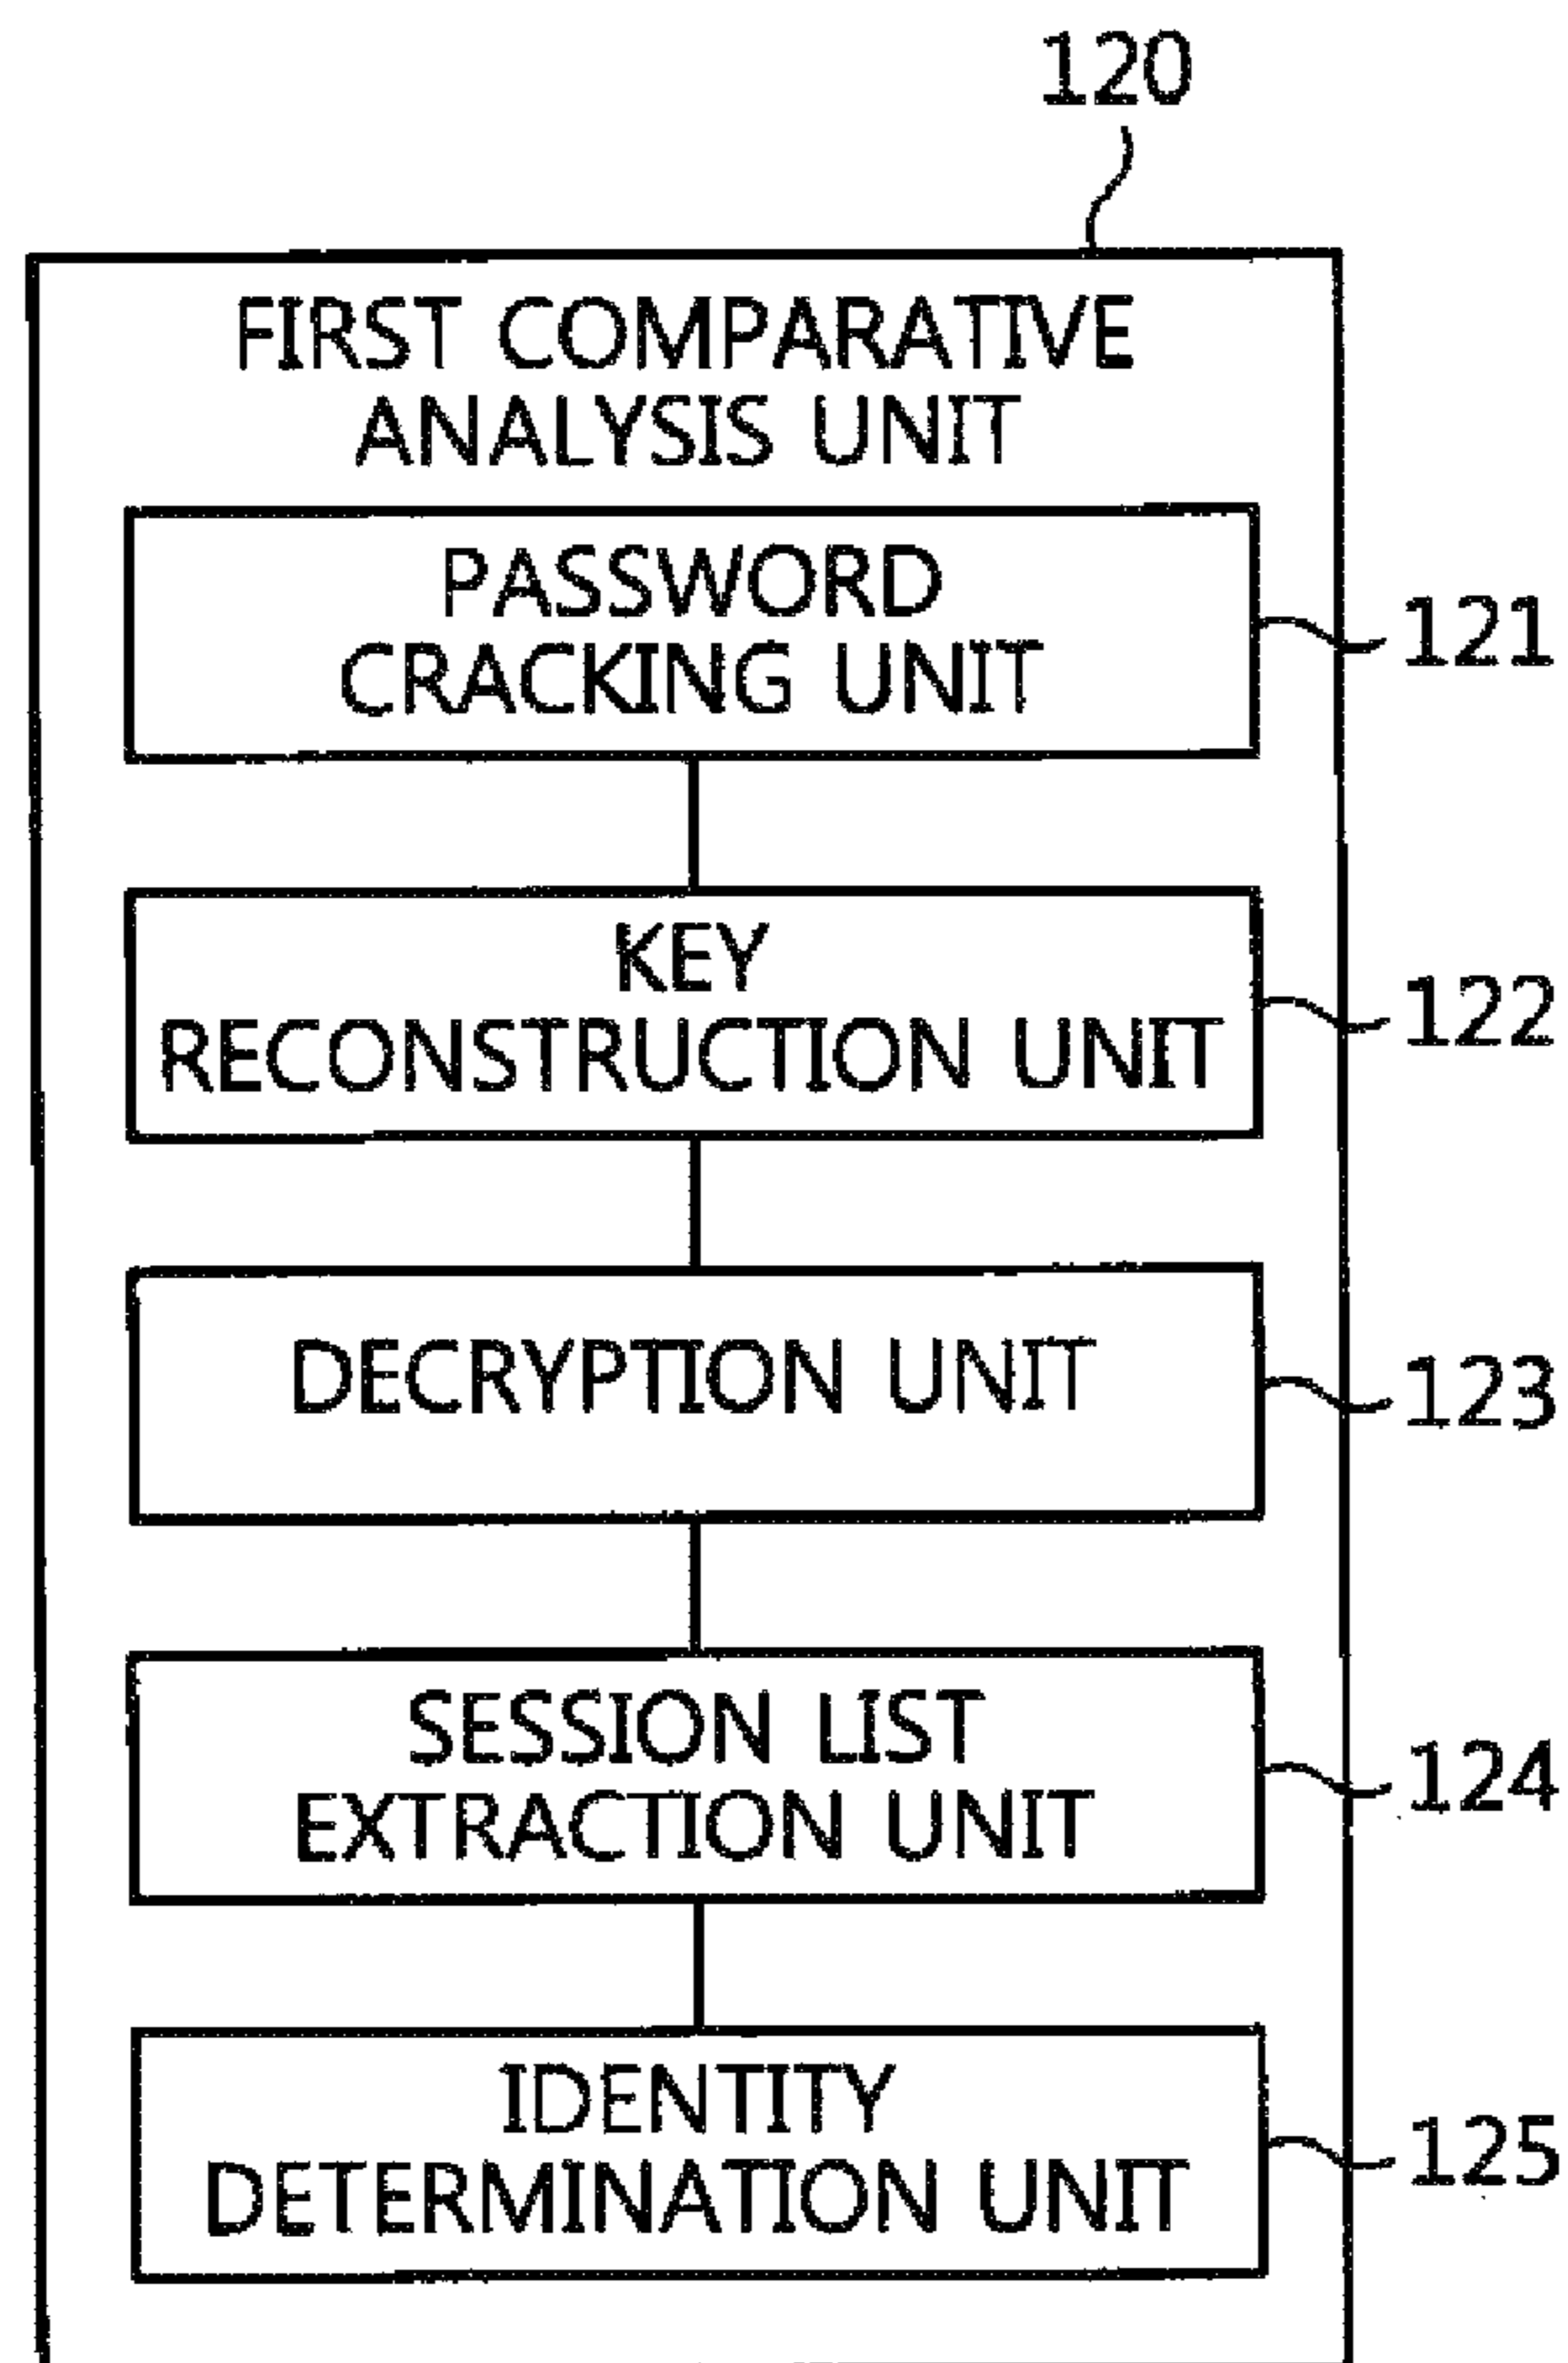 120
FIRST COMPARATIVE
ANALYSIS UNIT
PASSWORD
CRACKING UNIT
121
KEY
RECONSTRUCTION UNIT
122
DECRYPTION UNIT
123
SESSION LIST
EXTRACTION UNIT
124
IDENTITY
DETERMINATION UNIT
125